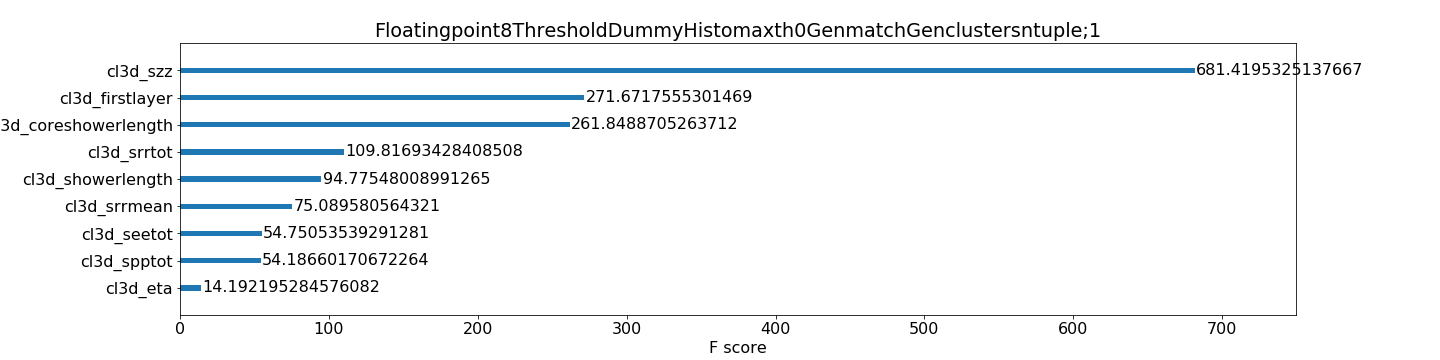 Floatingpoint8ThresholdDummyHistomaxth0GenmatchGenclustersntuple;1
cl3d_szz 681.4195325137667
cl3d_firstlayer 271.6717555301469
3d_coreshowerlength 261.8488705263712
cl3d_srrtot 109.81693428408508
cl3d_showerlength 94.77548008991265
cl3d_srrmean 75.089580564321
cl3d_seetot 54.75053539291281
cl3d_spptot 54.18660170672264
cl3d_eta 14.192195284576082
0 100 200 300 400 500 600 700
F score